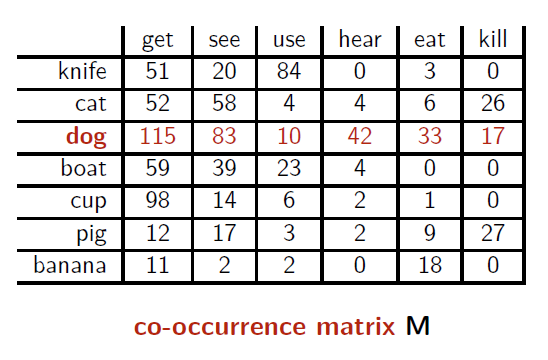 get see use hear eat kill
knife 51 20 84 0 3 0
cat 52 58 4 4 6 26
dog 115 83 10 42 33 17
boat 59 39 23 4 0 0
cup 98 14 6 2 1 0
pig 12 17 3 2 9 27
banana 11 2 2 0 18 0
co-occurrence matrix M